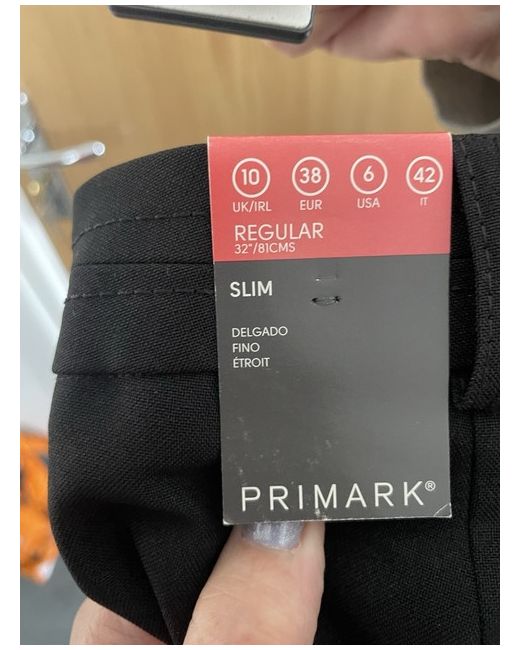 10 38 6 42
UK/IRL EUR USA IT
REGULAR
32"/81CMS
SLIM
DELGADO
FINO
ÉTROIT
PRIMARK®